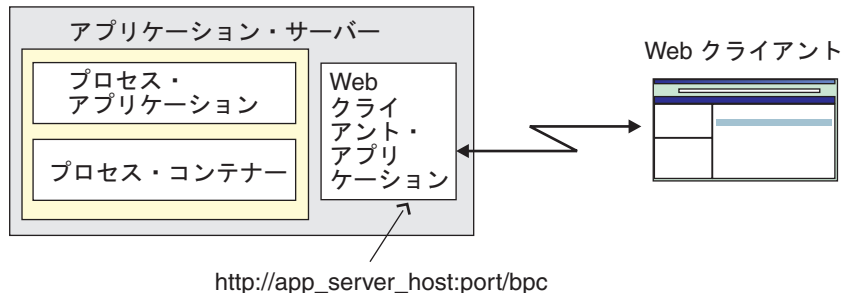 アプリケーション・サーバー
プロセス・
アプリケーション
プロセス・コンテナー
Web
クライ
アント・
アプリ
ケーション
Web クライアント
http://app_server_host:port/bpc